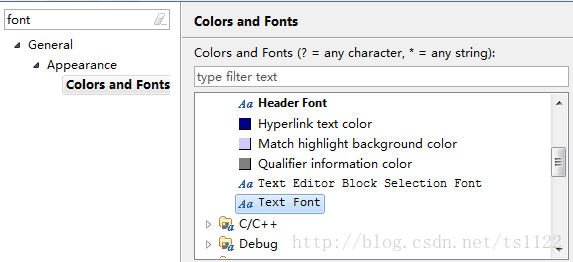 font
General
Appearance
Colors and Fonts
Colors and Fonts
Colors and Fonts (? = any character, * = any string):
type filter text
Aa Header Font
Hyperlink text color
Match highlight background color
Qualifier information color
Aa Text Editor Block Selection Font
Aa Text Font
C/C++
Debug
http://blog.csdn.net/ts1122